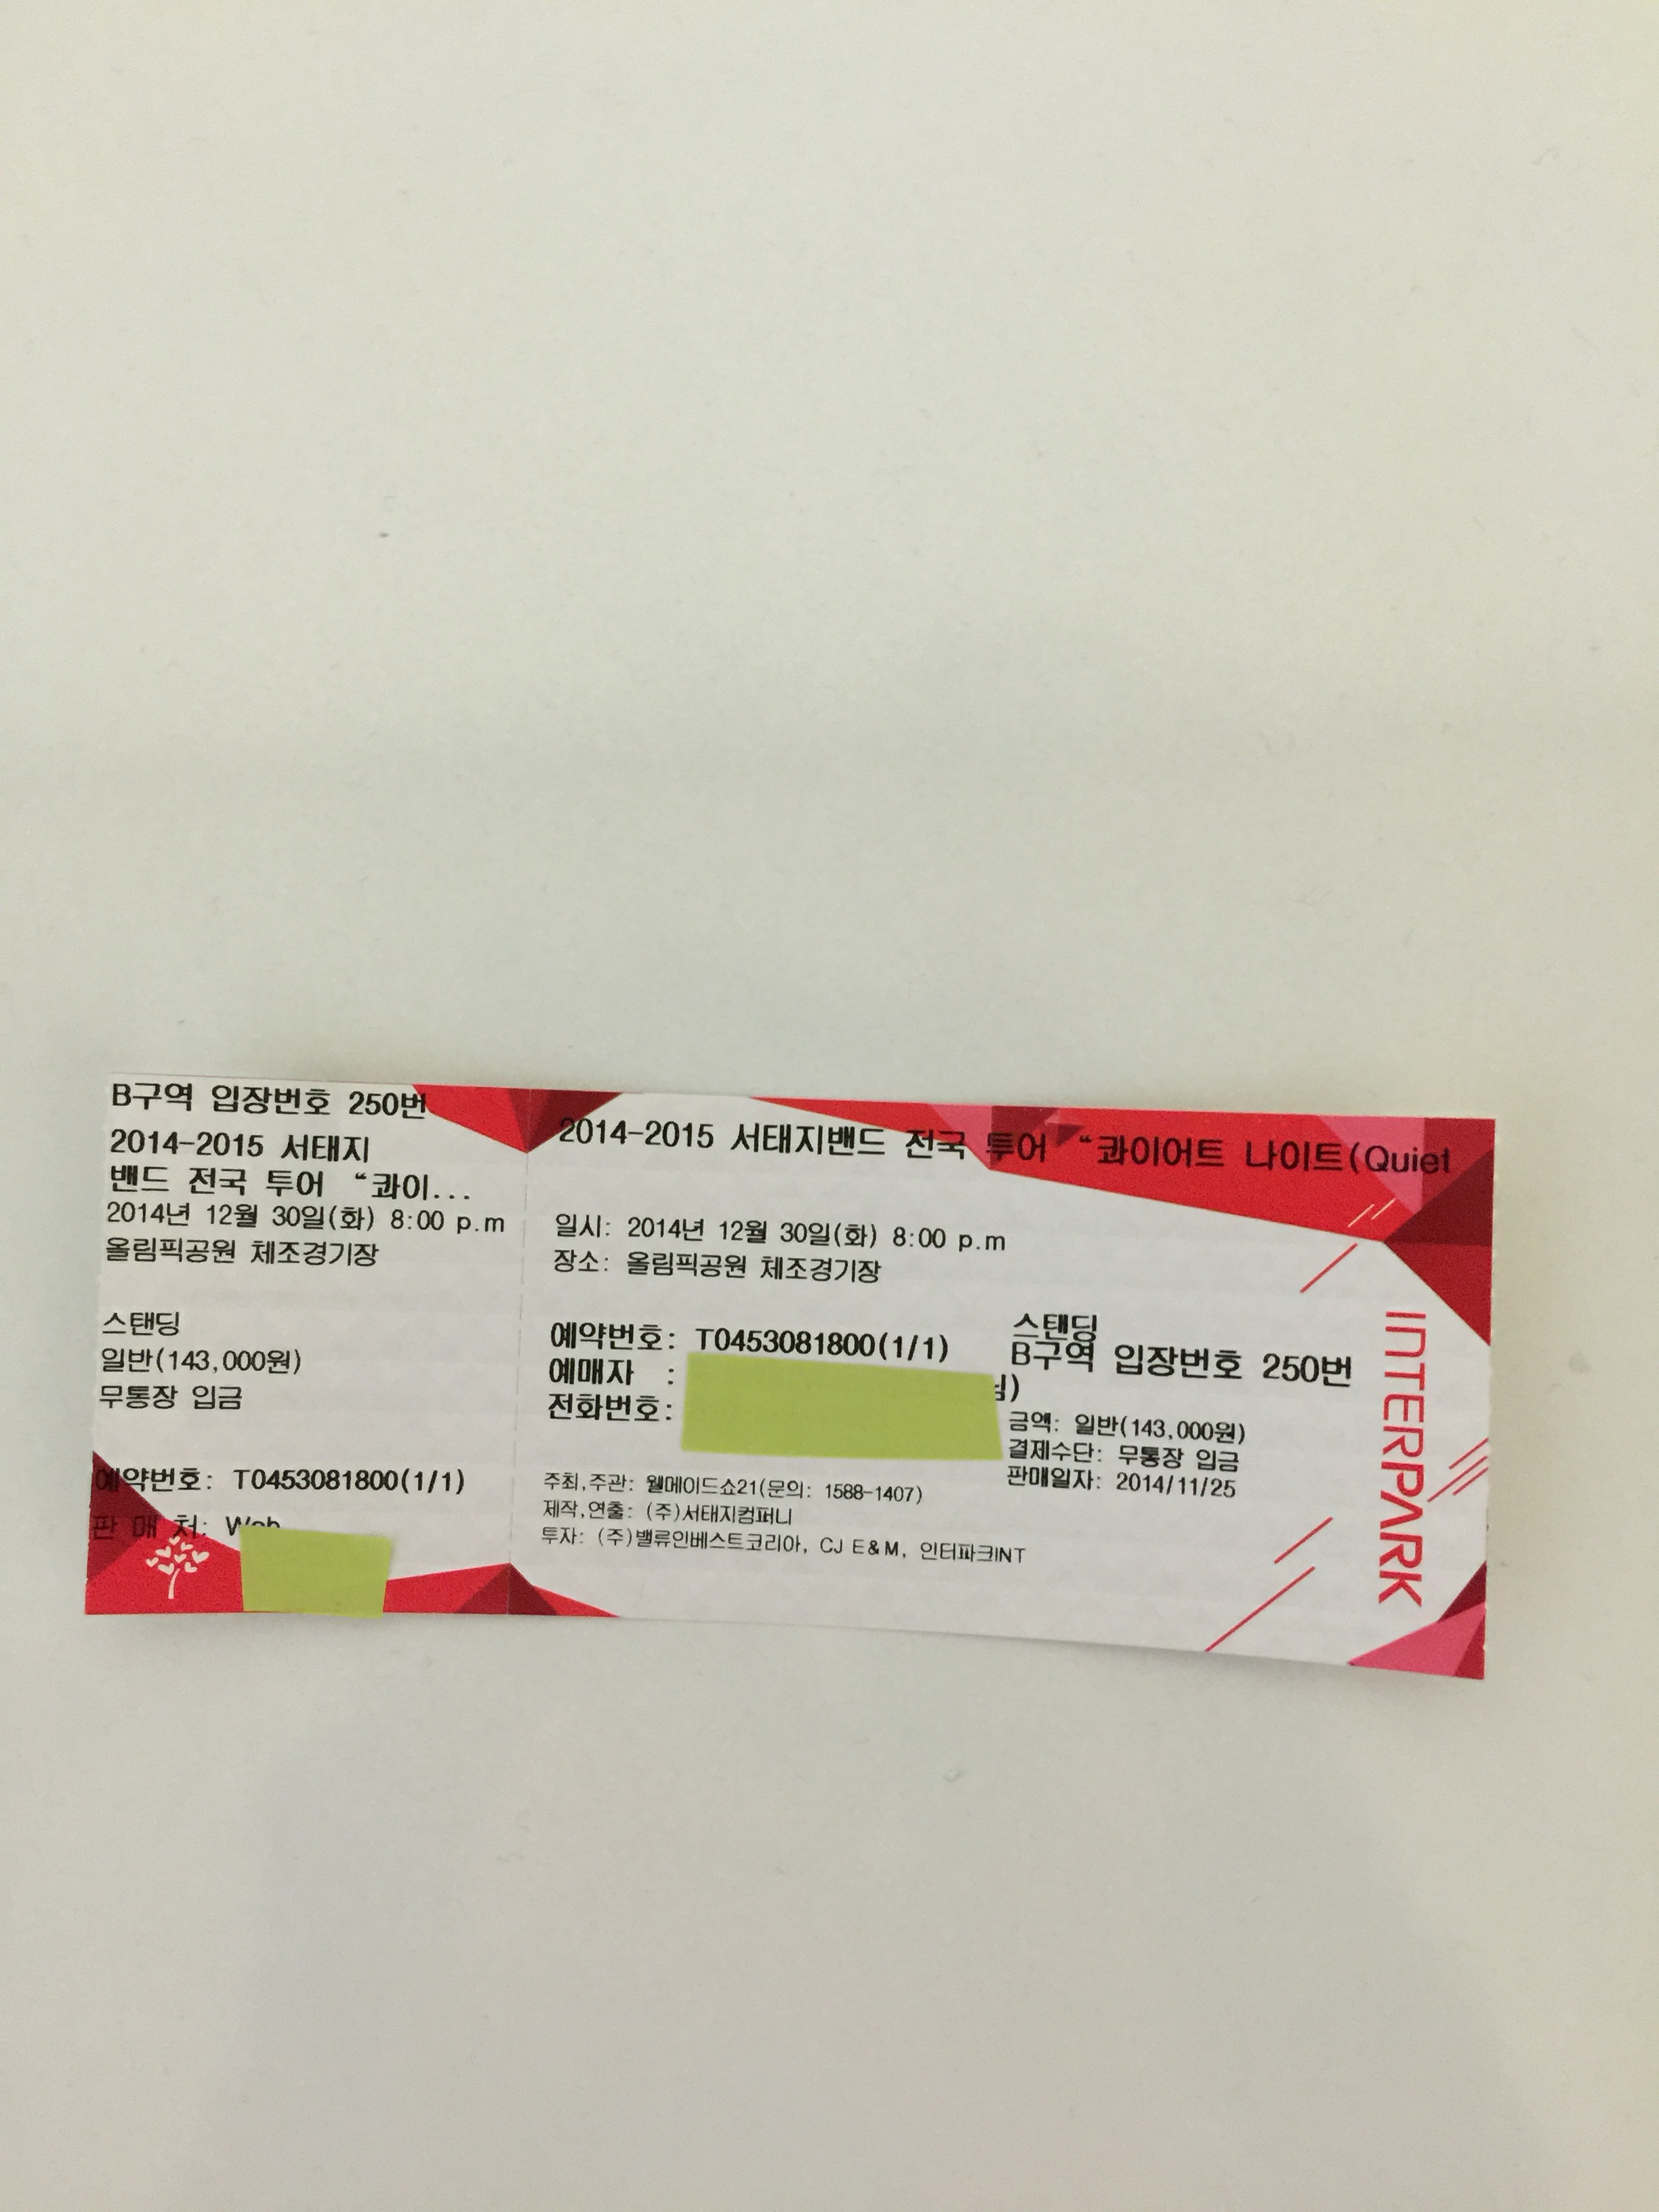 B구역 입장번호 250번
2014-2015 서태지
밴드 전국 투어 “콰이...
2014년 12월 30일(화) 8:00 p.m
올림픽공원 체조경기장
스탠딩
일반(143,000원)
무통장 입금
예약번호: T0453081800(1/1)
판 매 처: Web
2014-2015 서태지밴드 전국 투어 “콰이어트 나이트(Quiet
일시: 2014년 12월 30일(화) 8:00 p.m
장소: 올림픽공원 체조경기장
예약번호: T0453081800(1/1)
예매자 :
전화번호:
스탠딩
B구역 입장번호 250번
금액: 일반(143,000원)
결제수단: 무통장 입금
판매일자: 2014/11/25
주최,주관: 웰메이드쇼21(문의: 1588-1407)
제작,연출: (주)서태지컴퍼니
투자: (주)밸류인베스트코리아, CJ E&M, 인터파크INT
INTERPARK